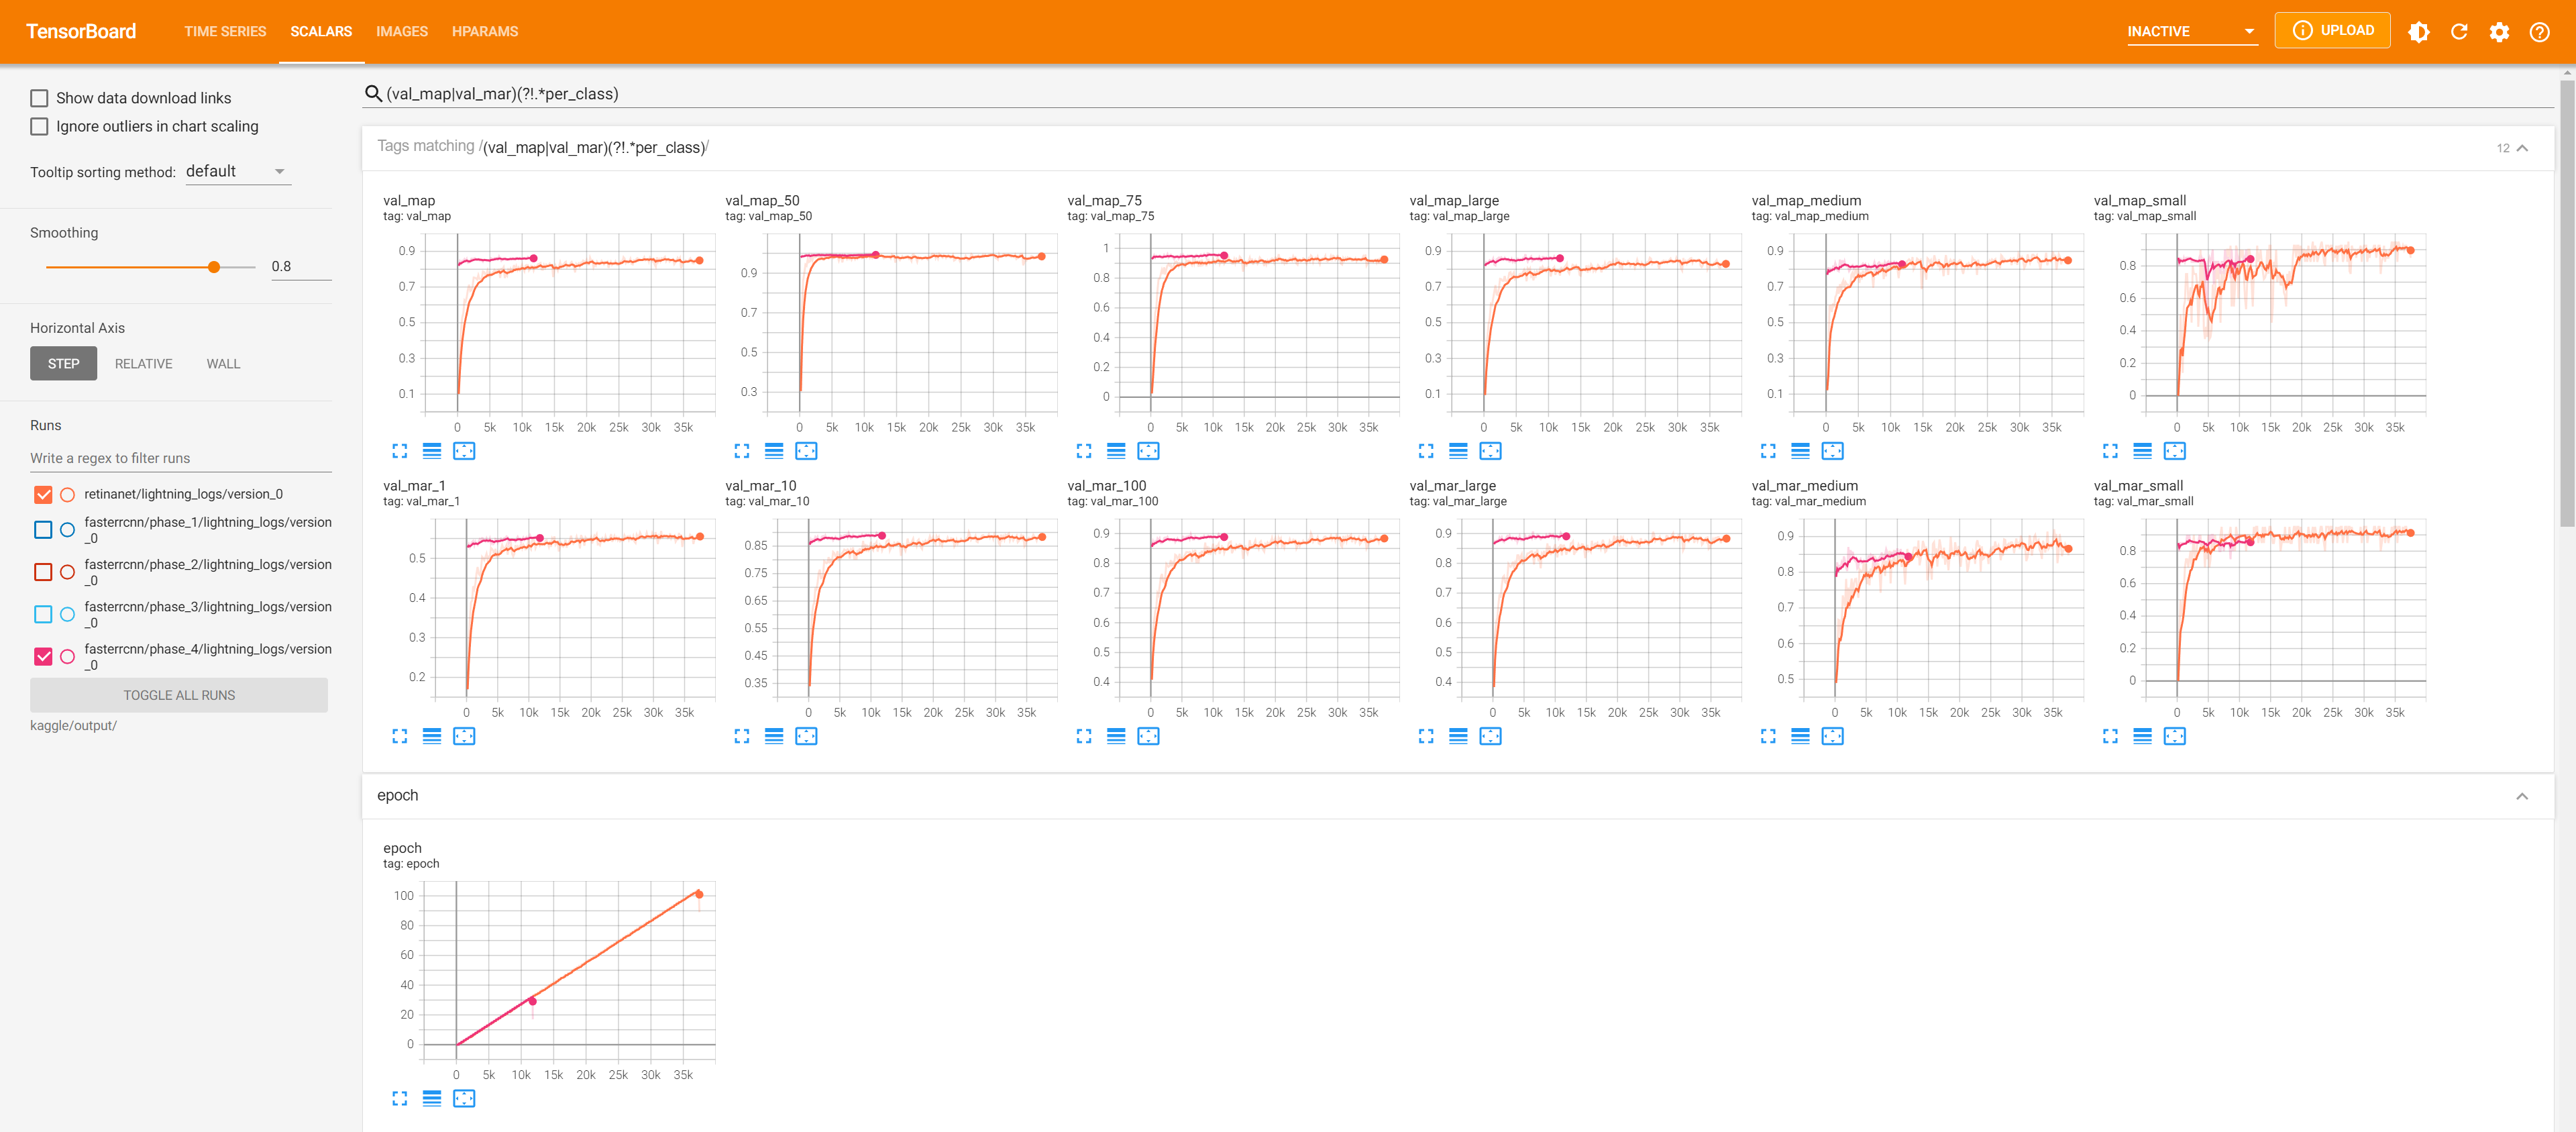 TensorBoard
TIME SERIES
SCALARS
IMAGES
HPARAMS
INACTIVE
UPLOAD
Show data download links
Ignore outliers in chart scaling
Tooltip sorting method: default
Smoothing
0.8
Horizontal Axis
STEP
RELATIVE
WALL
Runs
Write a regex to filter runs
retinanet/lightning_logs/version_0
fasterrcnn/phase_1/lightning_logs/version
_0
fasterrcnn/phase_2/lightning_logs/version
_0
fasterrcnn/phase_3/lightning_logs/version
_0
fasterrcnn/phase_4/lightning_logs/version
_0
TOGGLE ALL RUNS
kaggle/output/
(val_map|val_mar)(?!.*per_class)
Tags matching /(val_map|val_mar)(?!.*per_class)/
12
val_map
tag: val_map
0.9
0.7
0.5
0.3
0.1
0 5k 10k 15k 20k 25k 30k 35k
val_map_50
tag: val_map_50
0.9
0.7
0.5
0.3
0 5k 10k 15k 20k 25k 30k 35k
val_map_75
tag: val_map_75
1
0.8
0.6
0.4
0.2
0
0 5k 10k 15k 20k 25k 30k 35k
val_map_large
tag: val_map_large
0.9
0.7
0.5
0.3
0.1
0 5k 10k 15k 20k 25k 30k 35k
val_map_medium
tag: val_map_medium
0.9
0.7
0.5
0.3
0.1
0 5k 10k 15k 20k 25k 30k 35k
val_map_small
tag: val_map_small
0.8
0.6
0.4
0.2
0
0 5k 10k 15k 20k 25k 30k 35k
val_mar_1
tag: val_mar_1
0.5
0.4
0.3
0.2
0 5k 10k 15k 20k 25k 30k 35k
val_mar_10
tag: val_mar_10
0.85
0.75
0.65
0.55
0.45
0.35
0 5k 10k 15k 20k 25k 30k 35k
val_mar_100
tag: val_mar_100
0.9
0.8
0.7
0.6
0.5
0.4
0 5k 10k 15k 20k 25k 30k 35k
val_mar_large
tag: val_mar_large
0.9
0.8
0.7
0.6
0.5
0.4
0 5k 10k 15k 20k 25k 30k 35k
val_mar_medium
tag: val_mar_medium
0.9
0.8
0.7
0.6
0.5
0 5k 10k 15k 20k 25k 30k 35k
val_mar_small
tag: val_mar_small
0.8
0.6
0.4
0.2
0
0 5k 10k 15k 20k 25k 30k 35k
epoch
epoch
tag: epoch
100
80
60
40
20
0
0 5k 10k 15k 20k 25k 30k 35k